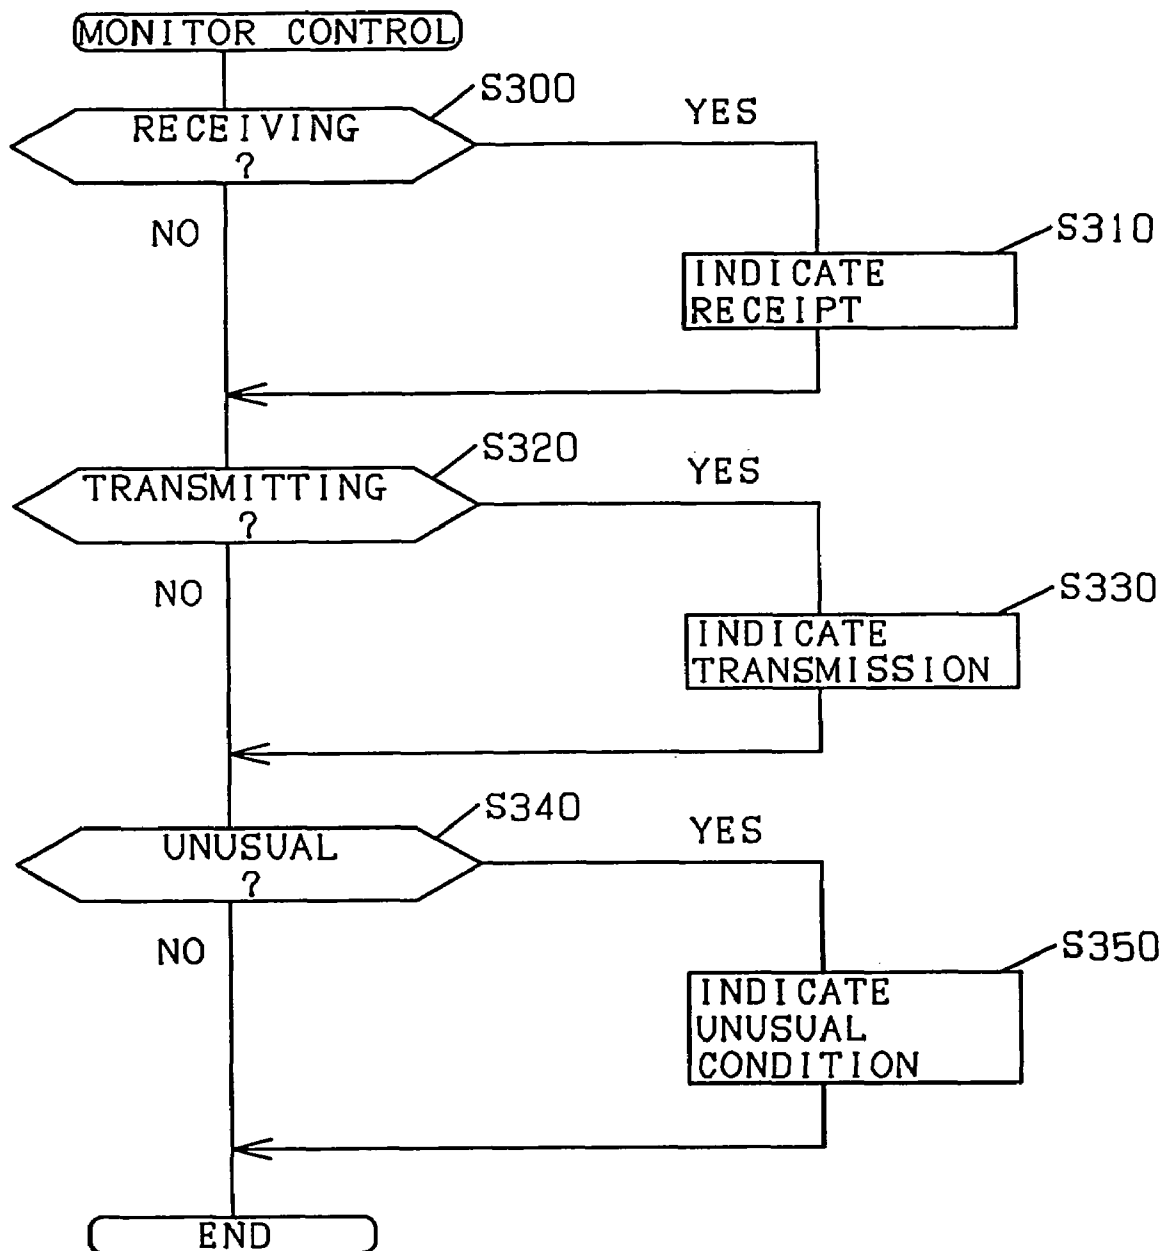 MONITOR CONTROL
S300
RECEIVING
?
YES
NO
S310
INDICATE
RECEIPT
S320
TRANSMITTING
?
YES
NO
S330
INDICATE
TRANSMISSION
S340
UNUSUAL
?
YES
NO
S350
INDICATE
UNUSUAL
CONDITION
END